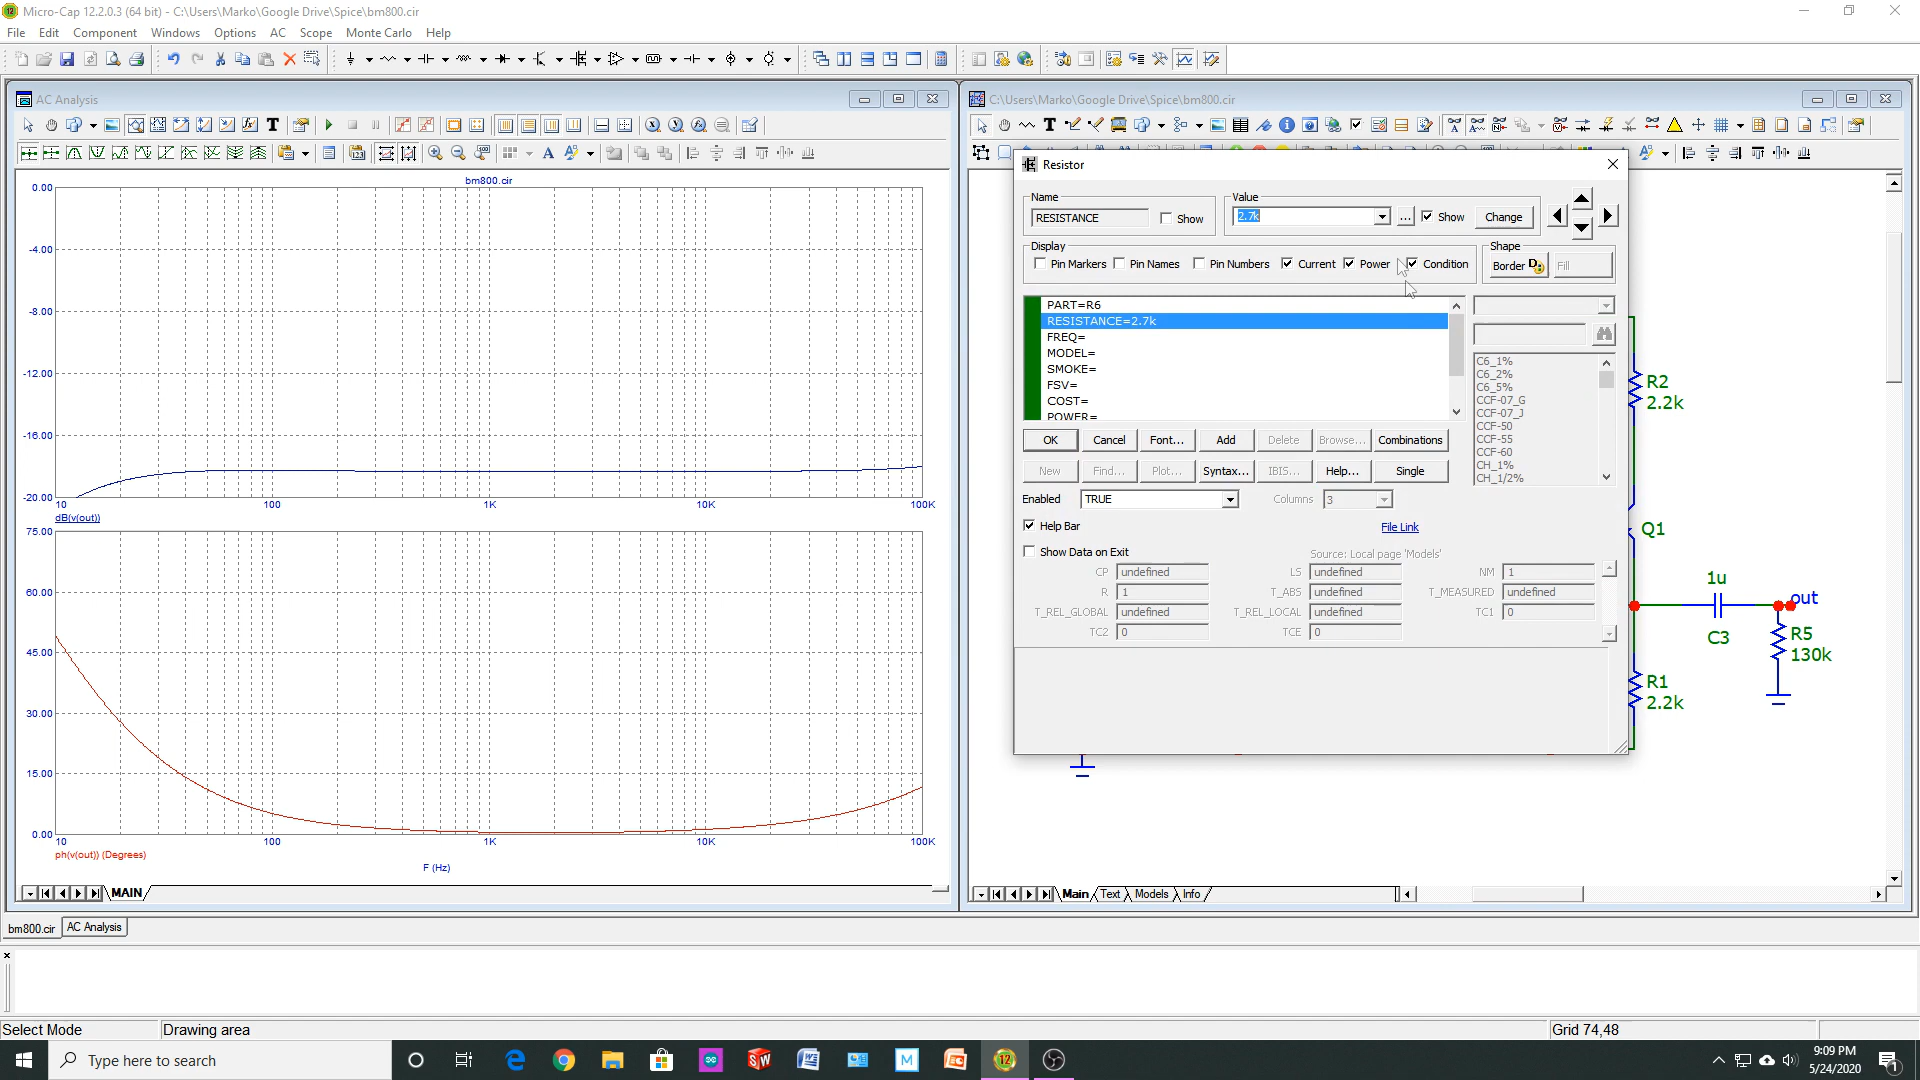 Micro-Cap 12.2.0.3 (64 bit) - C:\Users\Marko\Google Drive\Spice\bm800.cir
File Edit Component Windows Options AC Scope Monte Carlo Help
AC Analysis
C:\Users\Marko\Google Drive\Spice\bm800.cir
bm800.cir
0.00
-4.00
-8.00
-12.00
-16.00
-20.00
10 100 1K 10K 100K
dB(v(out))
75.00
60.00
45.00
30.00
15.00
0.00
10 100 1K 10K 100K
ph(v(out)) (Degrees)
F (Hz)
MAIN
Resistor
Name
RESISTANCE
Show
Value
2.7k
...
Show
Change
Display
Pin Markers Pin Names Pin Numbers Current Power Condition
Shape
Border
Fill
PART=R6
RESISTANCE=2.7k
FREQ=
MODEL=
SMOKE=
FSV=
COST=
POWER=
C6_1%
C6_2%
C6_5%
CCF-07_G
CCF-07_J
CCF-50
CCF-55
CCF-60
CH_1%
CH_1/2%
OK Cancel Font... Add Delete Browse... Combinations
New Find... Plot... Syntax... IBIS... Help... Single
Enabled TRUE Columns 3
Help Bar File Link
Show Data on Exit Source: Local page 'Models'
CP undefined LS undefined NM 1
R 1 T_ABS undefined T_MEASURED undefined
T_REL_GLOBAL undefined T_REL_LOCAL undefined TC1 0
TC2 0 TCE 0
R2
2.2k
Q1
1u
out
C3
R5
130k
R1
2.2k
Main Text Models Info
bm800.cir AC Analysis
Select Mode Drawing area Grid 74,48
Type here to search
9:09 PM
5/24/2020